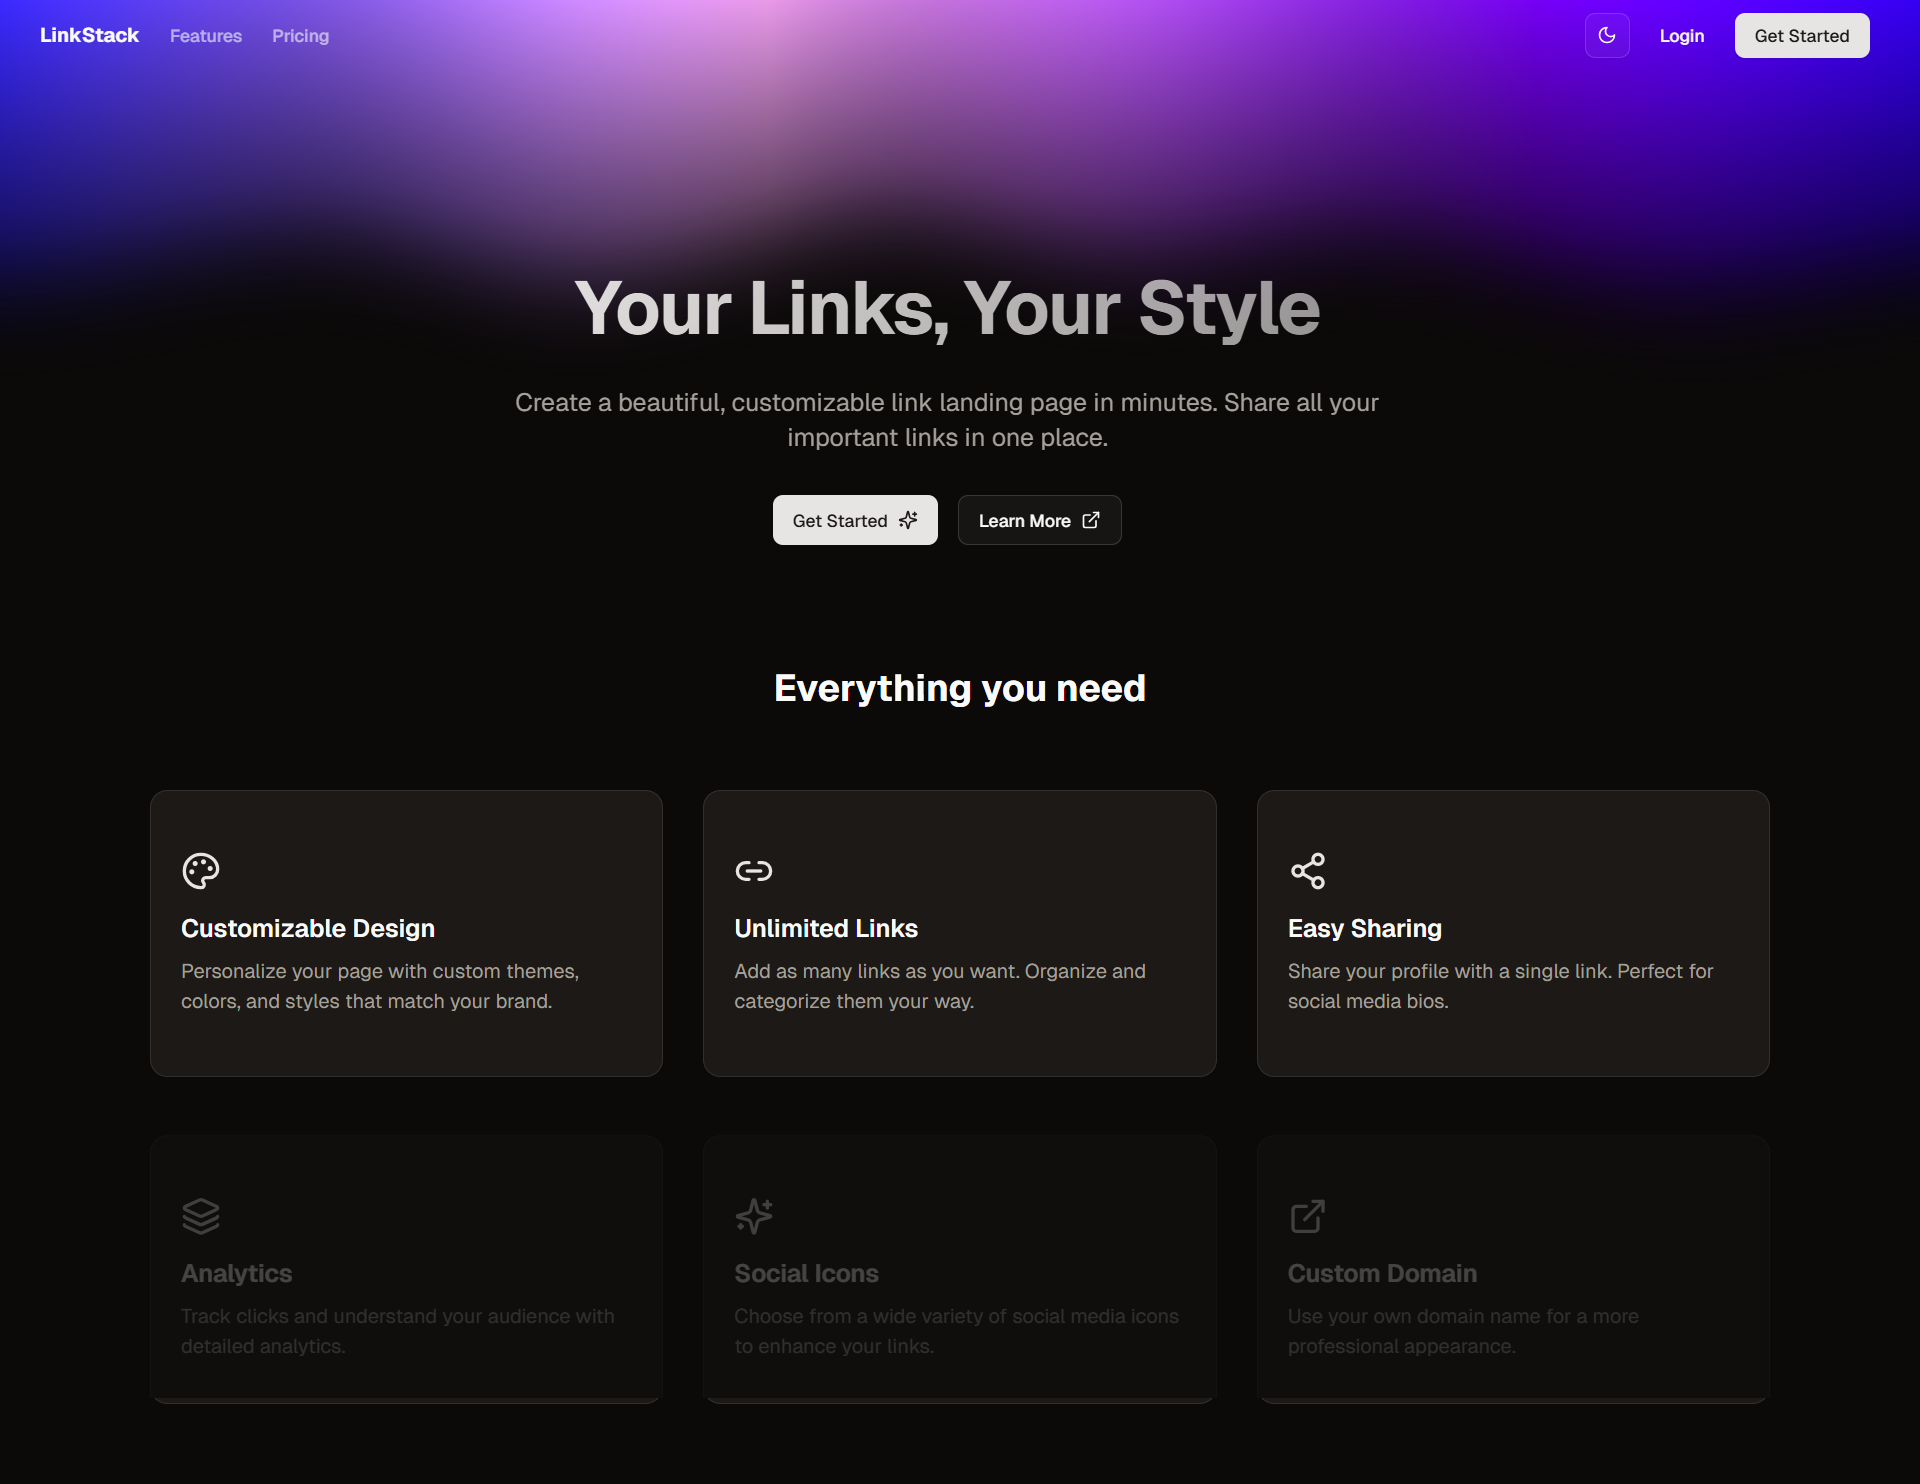 LinkStack
Features
Pricing
Login
Get Started
Your Links, Your Style
Create a beautiful, customizable link landing page in minutes. Share all your
important links in one place.
Get Started
Learn More
Everything you need
Customizable Design
Personalize your page with custom themes,
colors, and styles that match your brand.
Unlimited Links
Add as many links as you want. Organize and
categorize them your way.
Easy Sharing
Share your profile with a single link. Perfect for
social media bios.
Analytics
Track clicks and understand your audience with
detailed analytics.
Social Icons
Choose from a wide variety of social media icons
to enhance your links.
Custom Domain
Use your own domain name for a more
professional appearance.